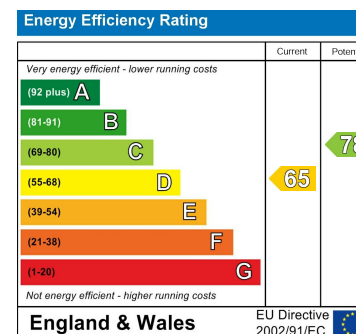 Energy Efficiency Rating
Current
Very energy efficient - lower running costs
(92 plus) A
(81-91) B
(69-80) C
78
(55-68) D
65
(39-54) E
(21-38) F
(1-20) G
Not energy efficient - higher running costs
England & Wales
EU Directive
2002/91/EC